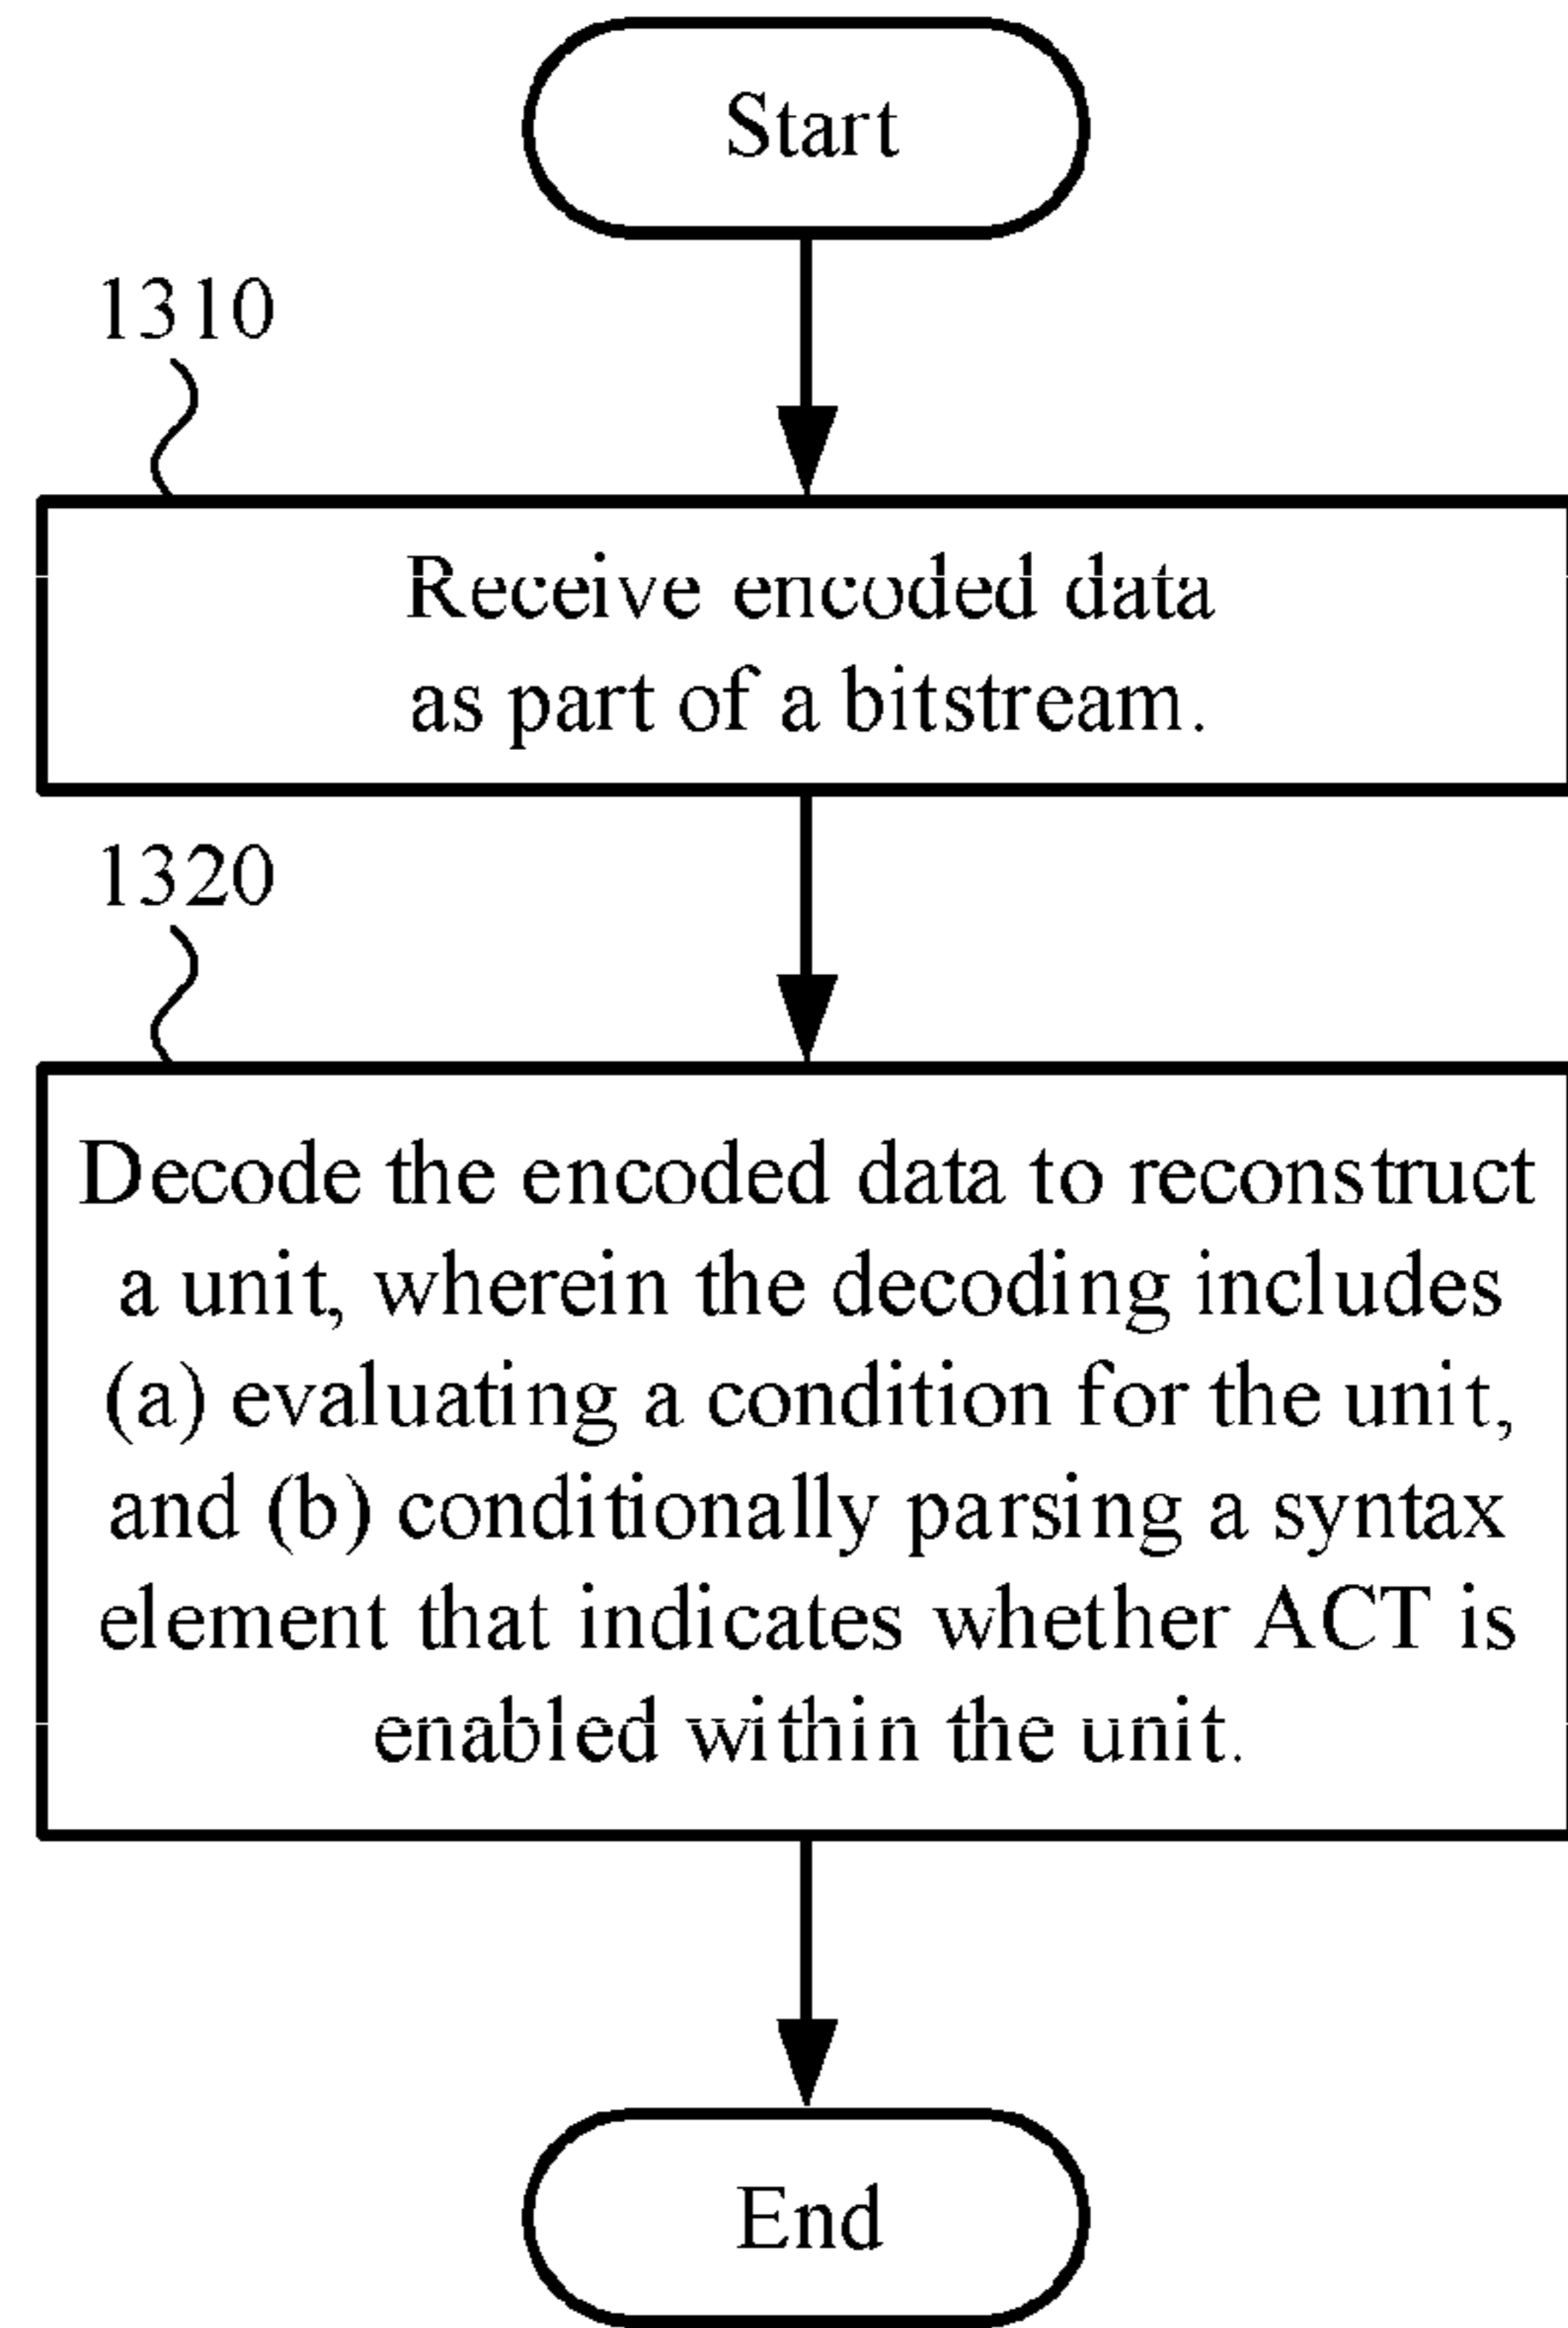 Start
1310
Receive encoded data
as part of a bitstream.
1320
Decode the encoded data to reconstruct
a unit, wherein the decoding includes
(a) evaluating a condition for the unit,
and (b) conditionally parsing a syntax
element that indicates whether ACT is
enabled within the unit.
End